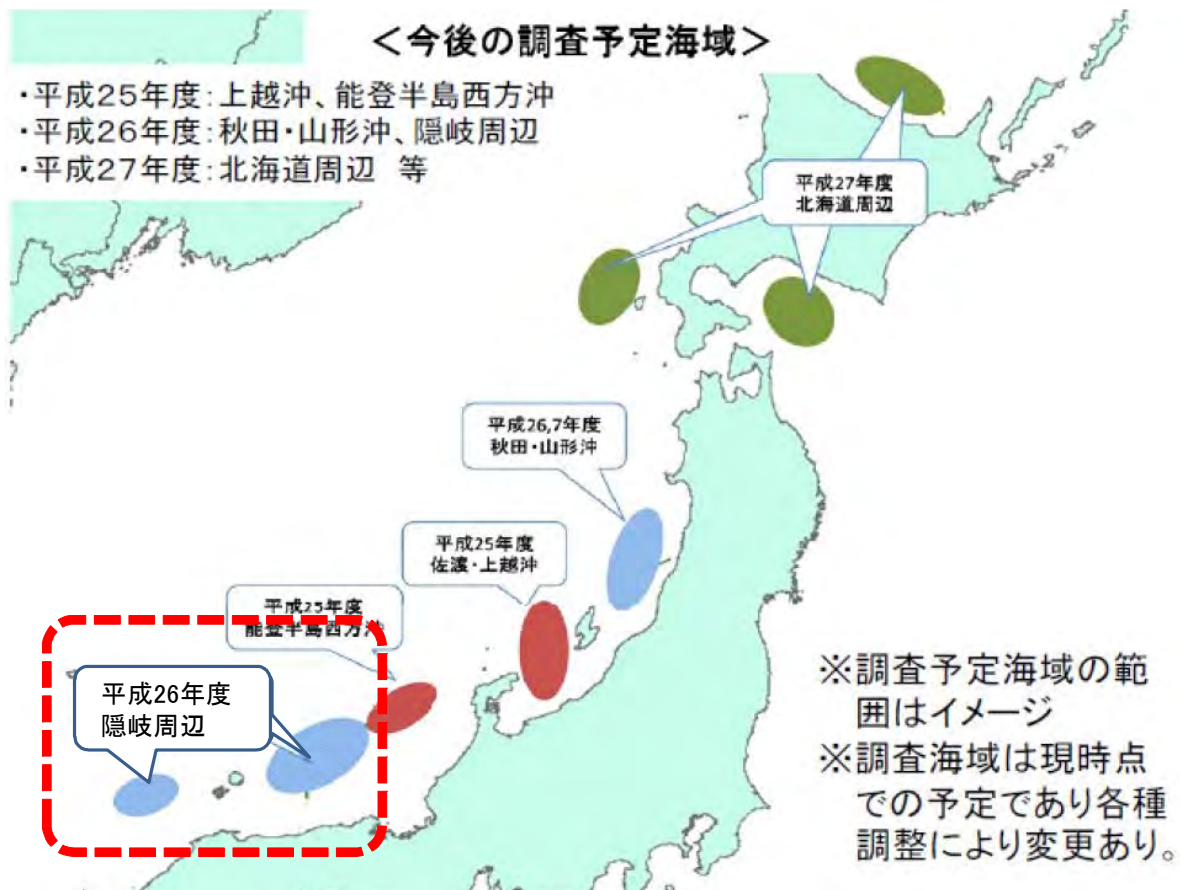 ＜今後の調査予定海域＞
・平成25年度：上越沖、能登半島西方沖
・平成26年度：秋田・山形沖、隠岐周辺
・平成27年度：北海道周辺　等
平成27年度
北海道周辺
平成26,7年度
秋田・山形沖
平成25年度
佐渡・上越沖
平成25年度
能登半島西方沖
平成26年度
隠岐周辺
※調査予定海域の範
囲はイメージ
※調査海域は現時点
での予定であり各種
調整により変更あり。